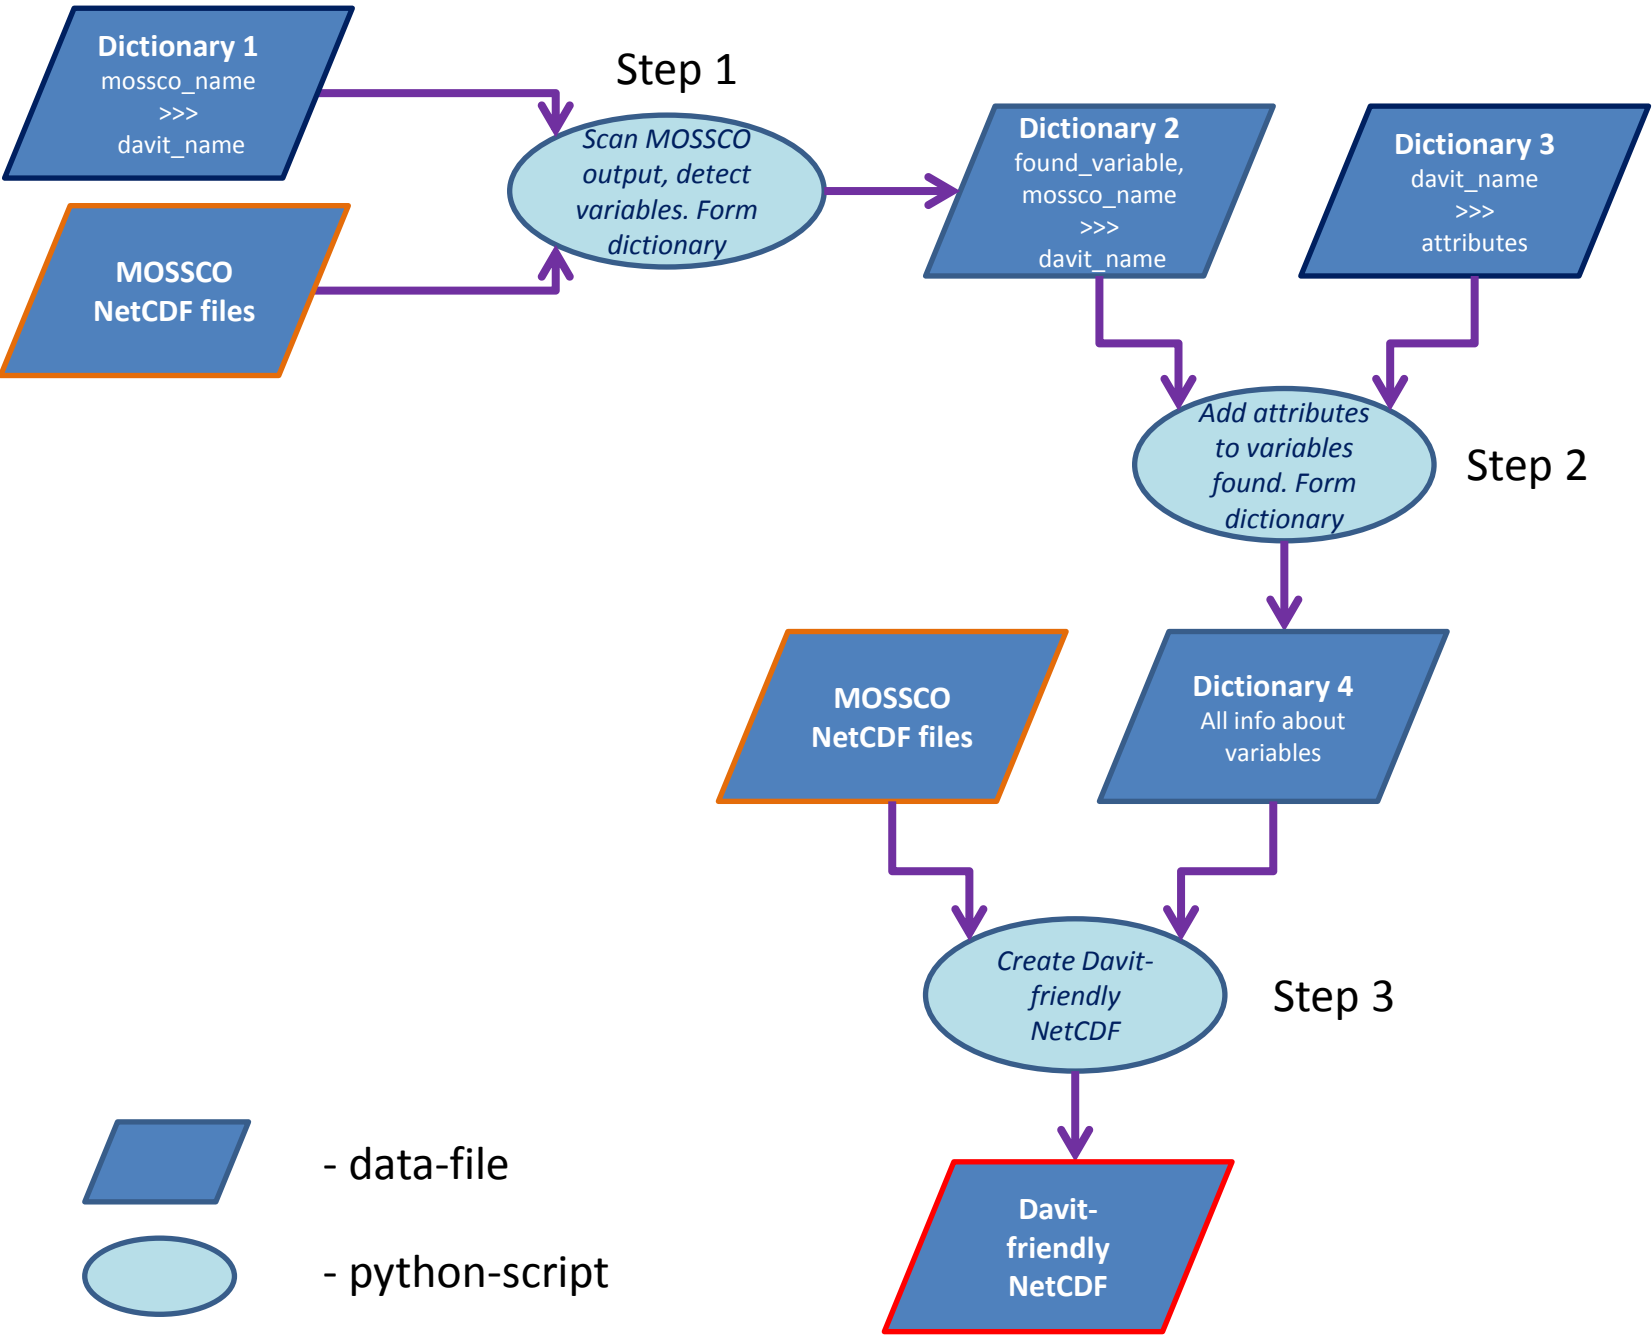 Dictionary 1
mossco_name
>>>
davit_name
Step 1
Scan MOSSCO
output, detect
variables. Form
dictionary
MOSSCO
NetCDF files
Dictionary 2
found_variable,
mossco_name
>>>
davit_name
Dictionary 3
davit_name
>>>
attributes
Add attributes
to variables
found. Form
dictionary
Step 2
MOSSCO
NetCDF files
Dictionary 4
All info about
variables
Create Davit-
friendly
NetCDF
Step 3
- data-file
- python-script
Davit-
friendly
NetCDF